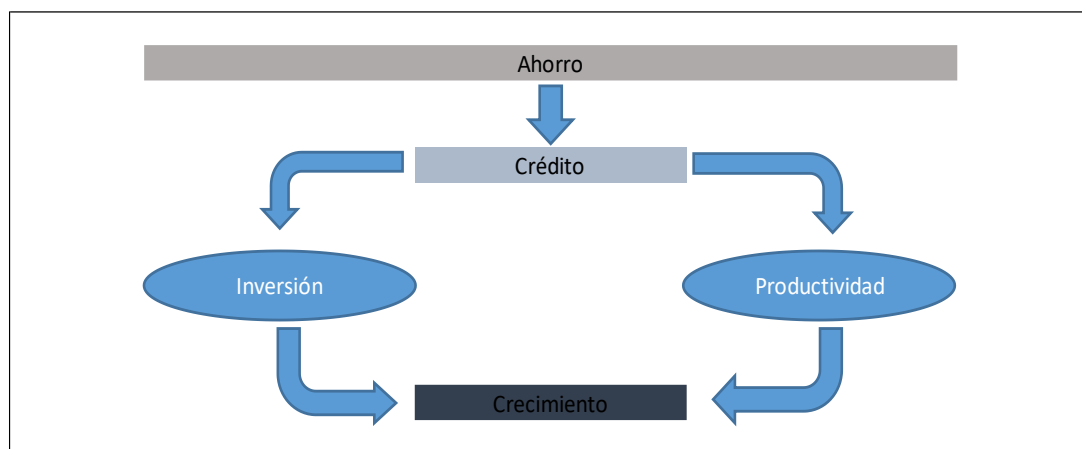 Ahorro
Crédito
Inversión
Productividad
Crecimiento